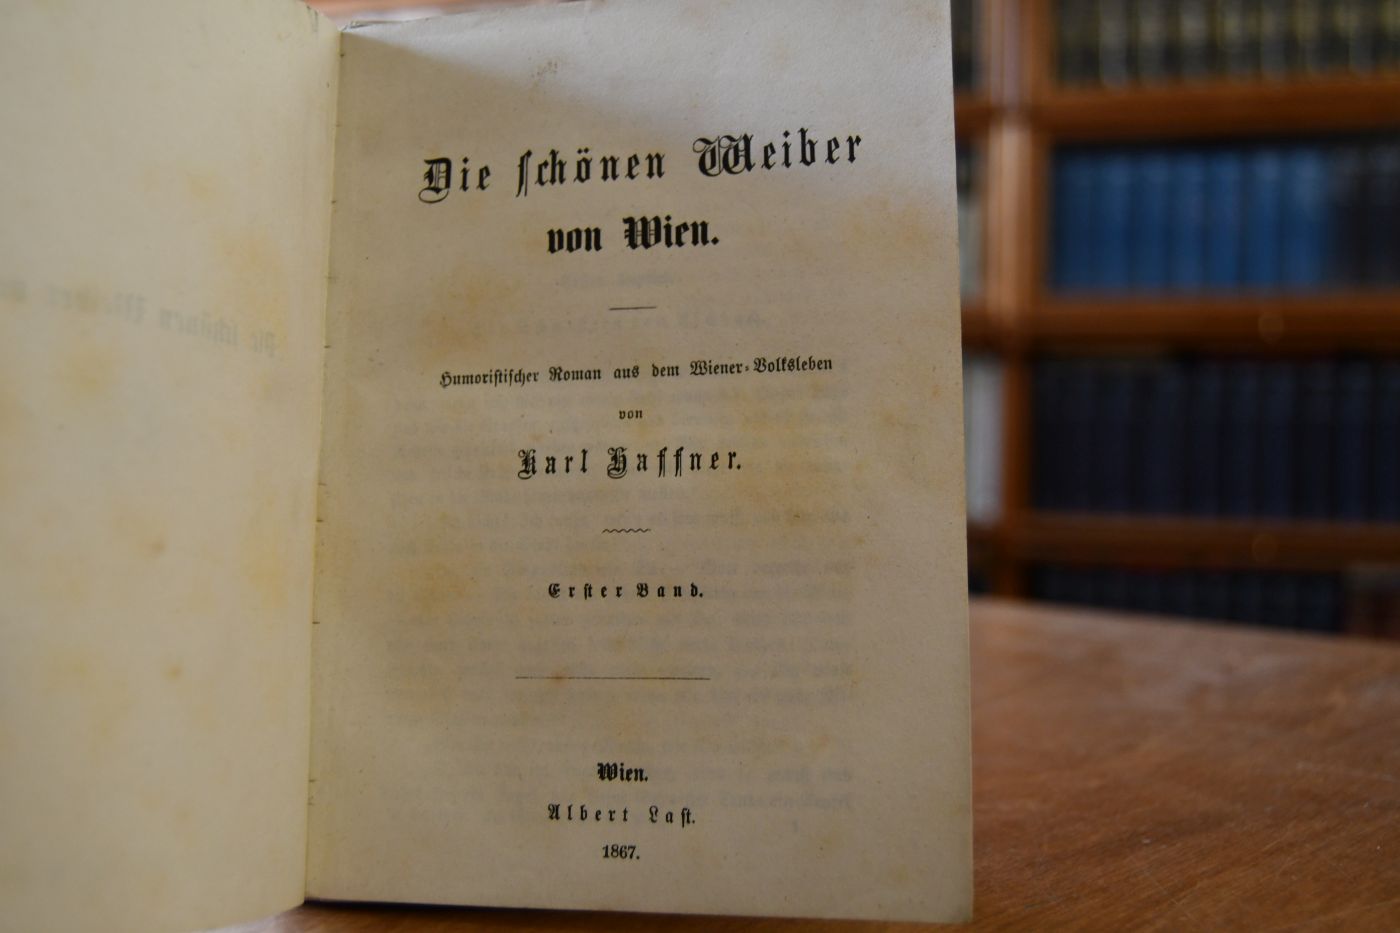 Die schönen Weiber
von Wien.
Humoristischer Roman aus dem Wiener-Volksleben
von
Karl Haffner.
Erster Band.
Wien.
Albert Last.
1867.